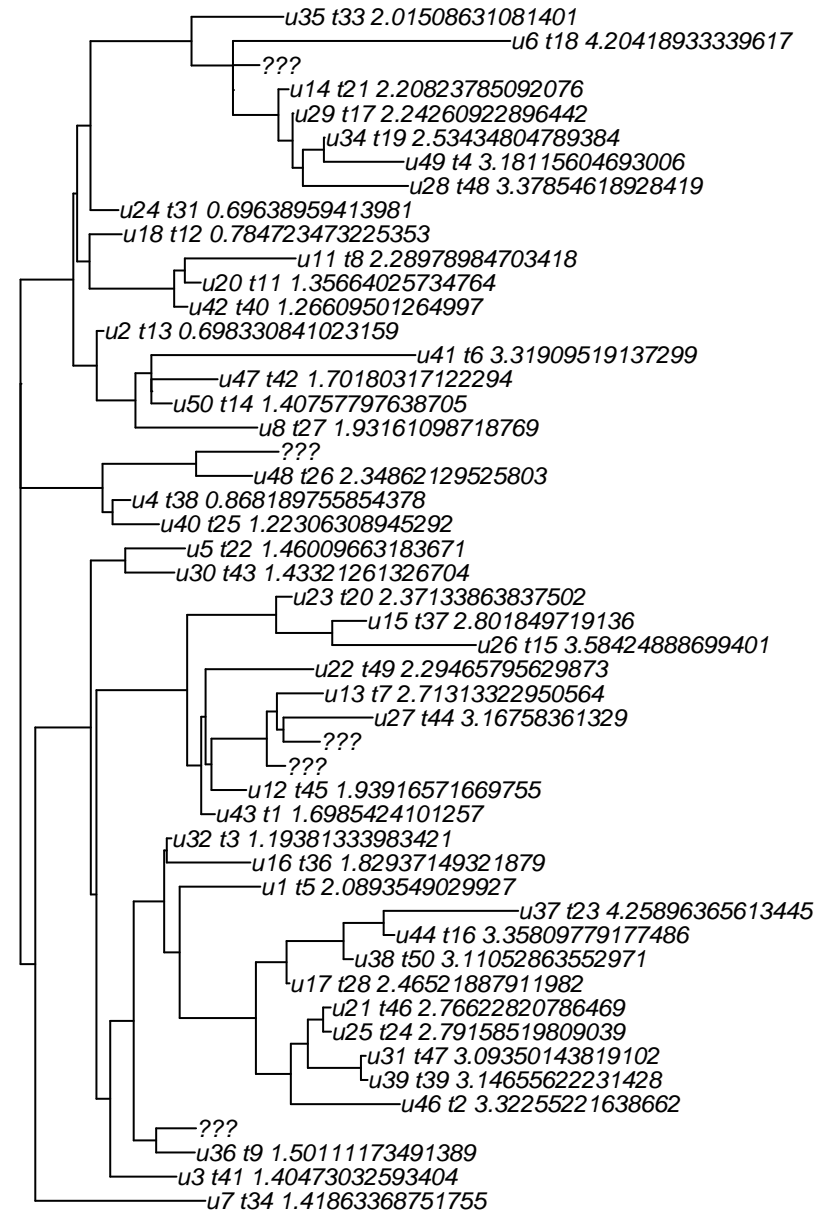 u35 t33 2.01508631081401
u6 t18 4.20418933339617
???
u14 t21 2.20823785092076
u29 t17 2.24260922896442
u34 t19 2.53434804789384
u49 t4 3.18115604693006
u28 t48 3.37854618928419
u24 t31 0.69638959413981
u18 t12 0.784723473225353
u11 t8 2.28978984703418
u20 t11 1.35664025734764
u42 t40 1.26609501264997
u2 t13 0.698330841023159
u41 t6 3.31909519137299
u47 t42 1.70180317122294
u50 t14 1.40757797638705
u8 t27 1.93161098718769
???
u48 t26 2.34862129525803
u4 t38 0.868189755854378
u40 t25 1.22306308945292
u5 t22 1.46009663183671
u30 t43 1.43321261326704
u23 t20 2.37133863837502
u15 t37 2.801849719136
u26 t15 3.58424888699401
u22 t49 2.29465795629873
u13 t7 2.71313322950564
u27 t44 3.16758361329
???
???
u12 t45 1.93916571669755
u43 t1 1.6985424101257
u32 t3 1.19381333983421
u16 t36 1.82937149321879
u1 t5 2.0893549029927
u37 t23 4.25896365613445
u44 t16 3.35809779177486
u38 t50 3.11052863552971
u17 t28 2.46521887911982
u21 t46 2.76622820786469
u25 t24 2.79158519809039
u31 t47 3.09350143819102
u39 t39 3.14655622231428
u46 t2 3.32255221638662
???
u36 t9 1.50111173491389
u3 t41 1.40473032593404
u7 t34 1.41863368751755